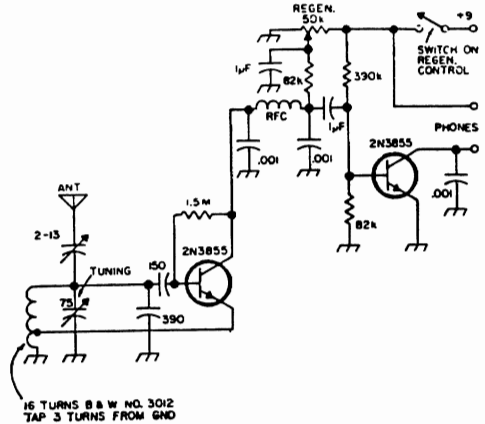 REGEN.
50k
+9
SWITCH ON
REGEN.
CONTROL
1µF
82k
390k
RFC
1µF
PHONES
.001
.001
2N3855
.001
ANT
1.5M
82k
2-13
2N3855
TUNING
150
75
390
16 TURNS B & W NO. 3012
TAP 3 TURNS FROM GND